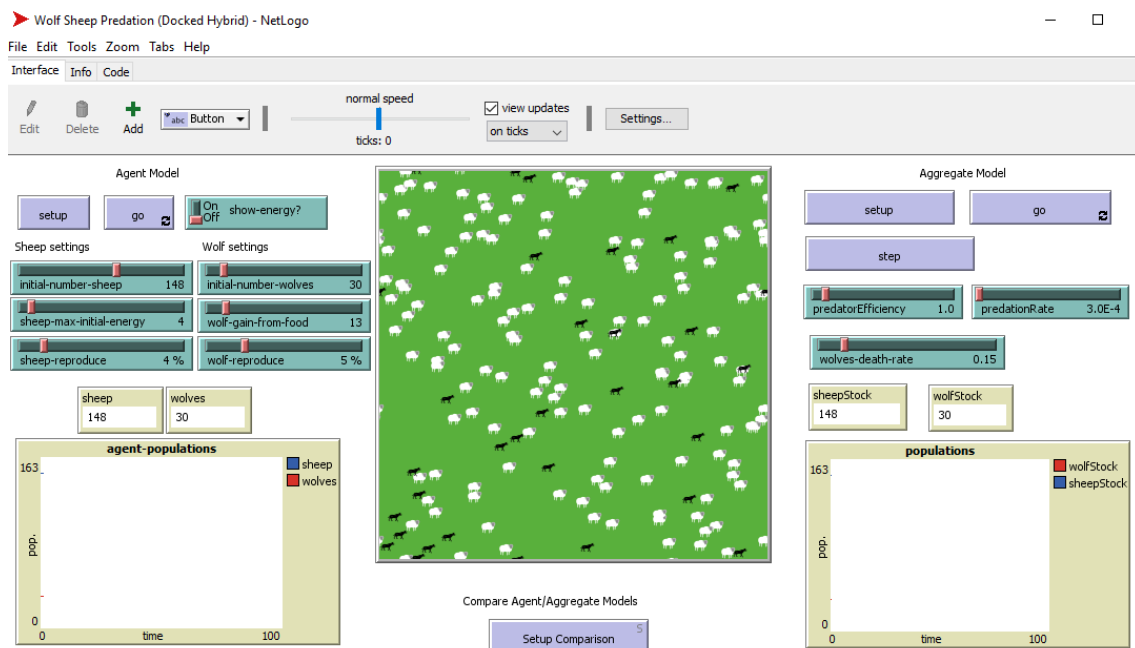 Wolf Sheep Predation (Docked Hybrid) - NetLogo
File Edit Tools Zoom Tabs Help
Interface Info Code
Edit Delete Add abc Button
normal speed
ticks: 0
view updates
on ticks
Settings...
Agent Model
setup go On Off show-energy?
Sheep settings Wolf settings
initial-number-sheep 148 initial-number-wolves 30
sheep-max-initial-energy 4 wolf-gain-from-food 13
sheep-reproduce 4 % wolf-reproduce 5 %
sheep wolves
148 30
agent-populations
163
pop.
0
0 time 100
sheep
wolves
Compare Agent/Aggregate Models
Setup Comparison S
Aggregate Model
setup go
step
predatorEfficiency 1.0 predationRate 3.0E-4
wolves-death-rate 0.15
sheepStock wolfStock
148 30
populations
163
pop.
0
0 time 100
wolfStock
sheepStock